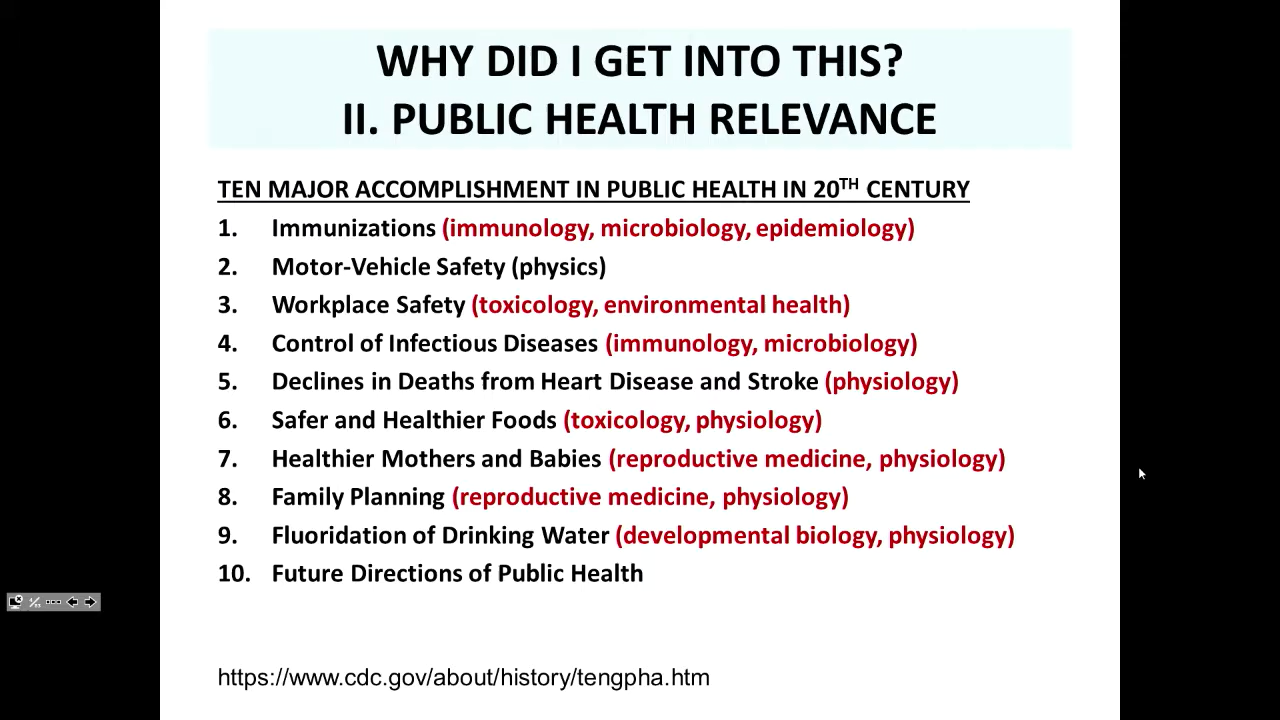 WHY DID I GET INTO THIS?
II. PUBLIC HEALTH RELEVANCE
TEN MAJOR ACCOMPLISHMENT IN PUBLIC HEALTH IN 20TH CENTURY
1. Immunizations (immunology, microbiology, epidemiology)
2. Motor-Vehicle Safety (physics)
3. Workplace Safety (toxicology, environmental health)
4. Control of Infectious Diseases (immunology, microbiology)
5. Declines in Deaths from Heart Disease and Stroke (physiology)
6. Safer and Healthier Foods (toxicology, physiology)
7. Healthier Mothers and Babies (reproductive medicine, physiology)
8. Family Planning (reproductive medicine, physiology)
9. Fluoridation of Drinking Water (developmental biology, physiology)
10. Future Directions of Public Health
https://www.cdc.gov/about/history/tengpha.htm